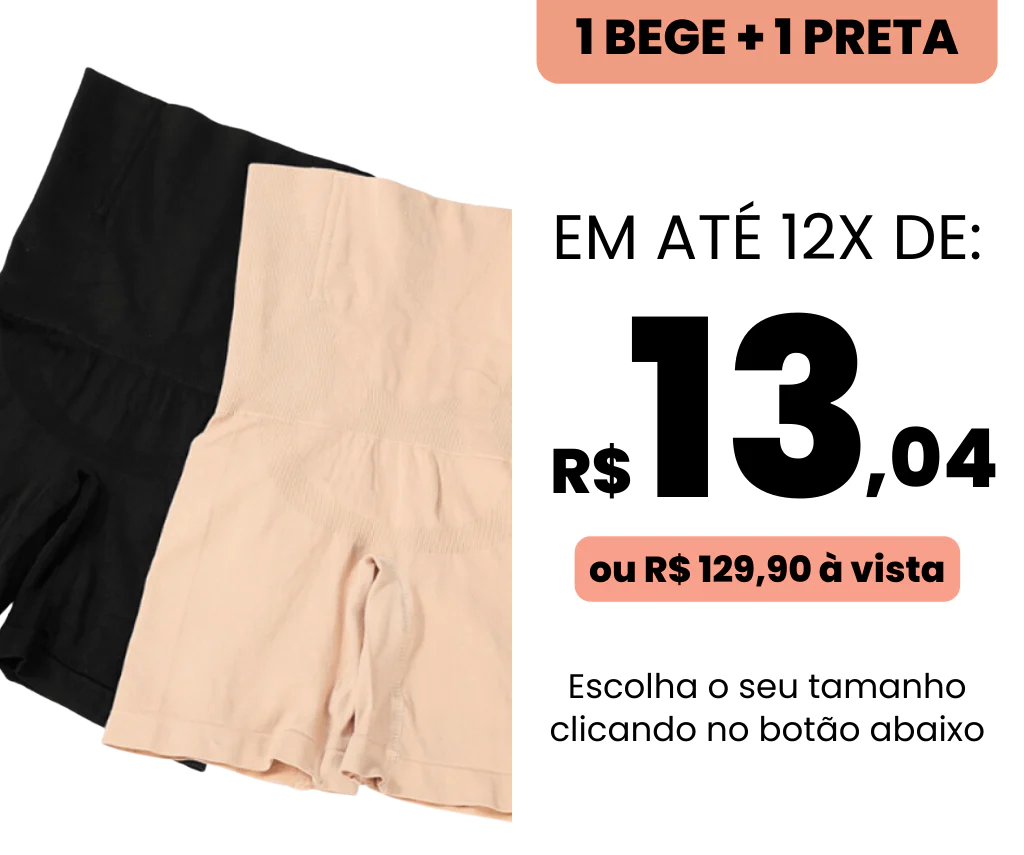 1 BEGE + 1 PRETA
EM ATÉ 12X DE:
R$13,04
ou R$ 129,90 à vista
Escolha o seu tamanho
clicando no botão abaixo